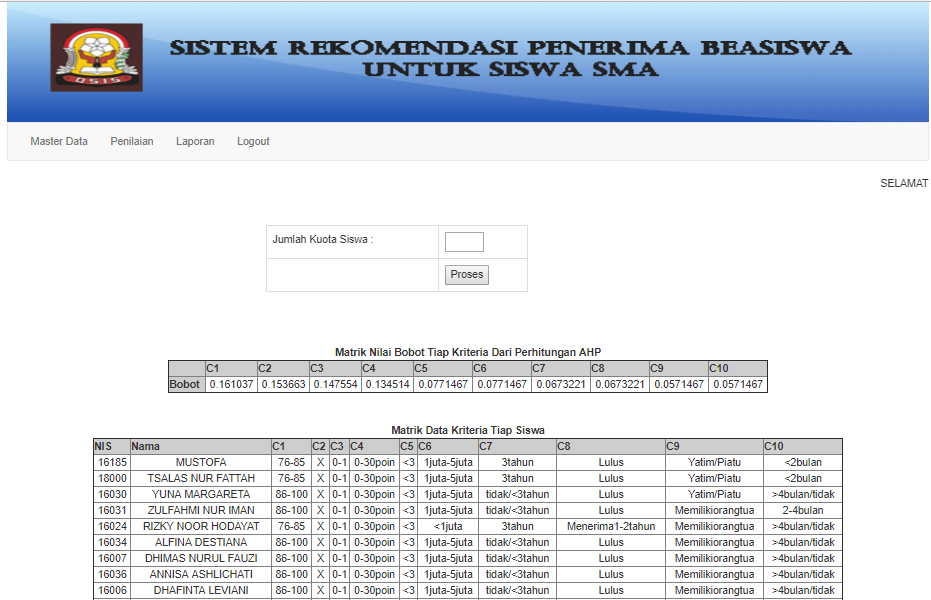 SISTEM REKOMENDASI PENERIMA BEASISWA
UNTUK SISWA SMA
OSIS
Master Data Penilaian Laporan Logout
SELAMAT
Jumlah Kuota Siswa :
Proses
Matrik Nilai Bobot Tiap Kriteria Dari Perhitungan AHP
C1 C2 C3 C4 C5 C6 C7 C8 C9 C10
Bobot 0.161037 0.153663 0.147554 0.134514 0.0771467 0.0771467 0.0673221 0.0673221 0.0571467 0.0571467
Matrik Data Kriteria Tiap Siswa
NIS Nama C1 C2 C3 C4 C5 C6 C7 C8 C9 C10
16185 MUSTOFA 76-85 X 0-1 0-30poin <3 1juta-5juta 3tahun Lulus Yatim/Piatu <2bulan
18000 TSALAS NUR FATTAH 76-85 X 0-1 0-30poin <3 1juta-5juta 3tahun Lulus Yatim/Piatu <2bulan
16030 YUNA MARGARETA 86-100 X 0-1 0-30poin <3 1juta-5juta tidak/<3tahun Lulus Yatim/Piatu >4bulan/tidak
16031 ZULFAHMI NUR IMAN 86-100 X 0-1 0-30poin <3 1juta-5juta tidak/<3tahun Lulus Memilikiorangtua 2-4bulan
16024 RIZKY NOOR HODAYAT 76-85 X 0-1 0-30poin <3 <1juta 3tahun Menerima1-2tahun Memilikiorangtua >4bulan/tidak
16034 ALFINA DESTIANA 86-100 X 0-1 0-30poin <3 1juta-5juta tidak/<3tahun Lulus Memilikiorangtua >4bulan/tidak
16007 DHIMAS NURUL FAUZI 86-100 X 0-1 0-30poin <3 1juta-5juta tidak/<3tahun Lulus Memilikiorangtua >4bulan/tidak
16036 ANNISA ASHLICHATI 86-100 X 0-1 0-30poin <3 1juta-5juta tidak/<3tahun Lulus Memilikiorangtua >4bulan/tidak
16006 DHAFINTA LEVIANI 86-100 X 0-1 0-30poin <3 1juta-5juta tidak/<3tahun Lulus Memilikiorangtua >4bulan/tidak